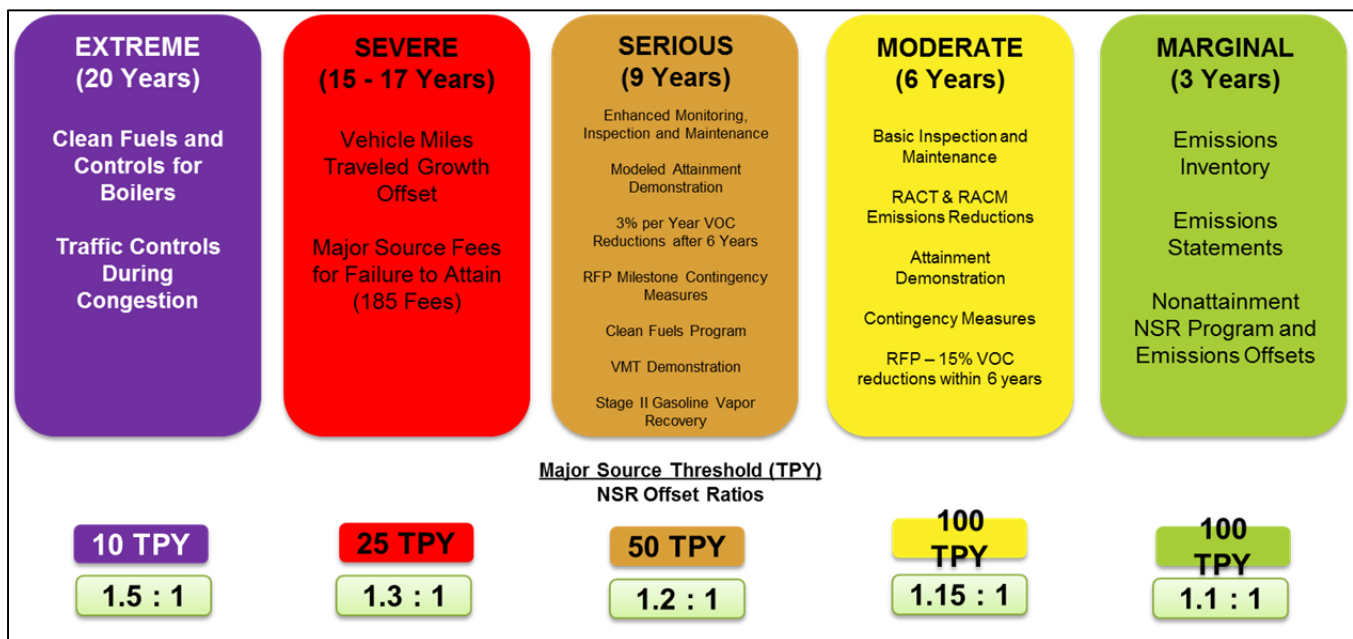 EXTREME
(20 Years)
Clean Fuels and
Controls for
Boilers
Traffic Controls
During
Congestion
SEVERE
(15 - 17 Years)
Vehicle Miles
Traveled Growth
Offset
Major Source Fees
for Failure to Attain
(185 Fees)
SERIOUS
(9 Years)
Enhanced Monitoring,
Inspection and Maintenance
Modeled Attainment
Demonstration
3% per Year VOC
Reductions after 6 Years
RFP Milestone Contingency
Measures
Clean Fuels Program
VMT Demonstration
Stage II Gasoline Vapor
Recovery
MODERATE
(6 Years)
Basic Inspection and
Maintenance
RACT & RACM
Emissions Reductions
Attainment
Demonstration
Contingency Measures
RFP – 15% VOC
reductions within 6 years
MARGINAL
(3 Years)
Emissions
Inventory
Emissions
Statements
Nonattainment
NSR Program and
Emissions Offsets
Major Source Threshold (TPY)
NSR Offset Ratios
10 TPY
25 TPY
50 TPY
100
TPY
100
TPY
1.5 : 1
1.3 : 1
1.2 : 1
1.15 : 1
1.1 : 1